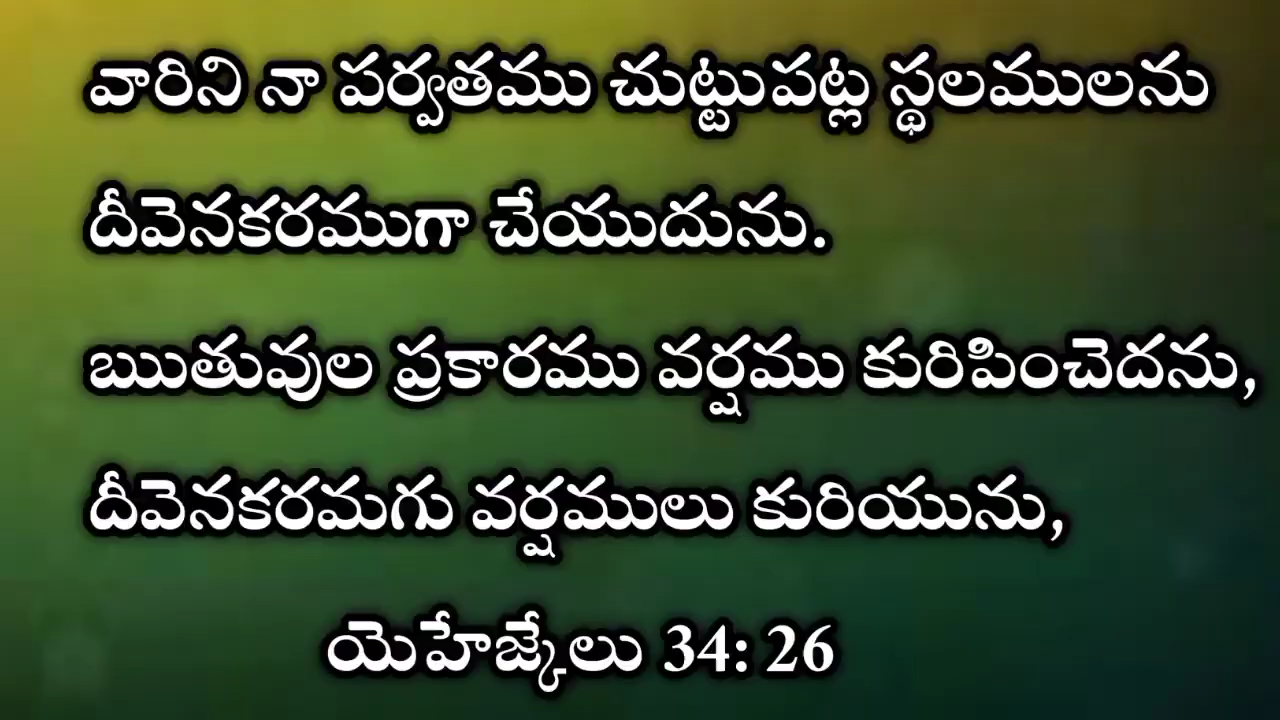 వారిని నా పర్వతము చుట్టుపట్ల స్థలములను
దీవెనకరముగా చేయుదును.
ఋతువుల ప్రకారము వర్షము కురిపించెదను,
దీవెనకరమగు వర్షములు కురియును,
యెహేజ్కేలు 34: 26